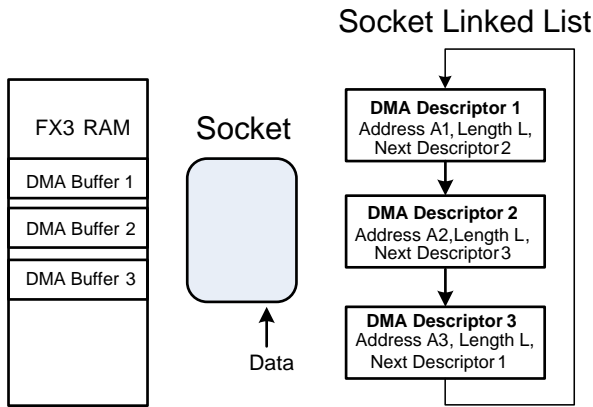 Socket Linked List
FX3 RAM
DMA Buffer 1
DMA Buffer 2
DMA Buffer 3
Socket
Data
DMA Descriptor 1
Address A1, Length L,
Next Descriptor 2
DMA Descriptor 2
Address A2,Length L,
Next Descriptor 3
DMA Descriptor 3
Address A3, Length L,
Next Descriptor 1